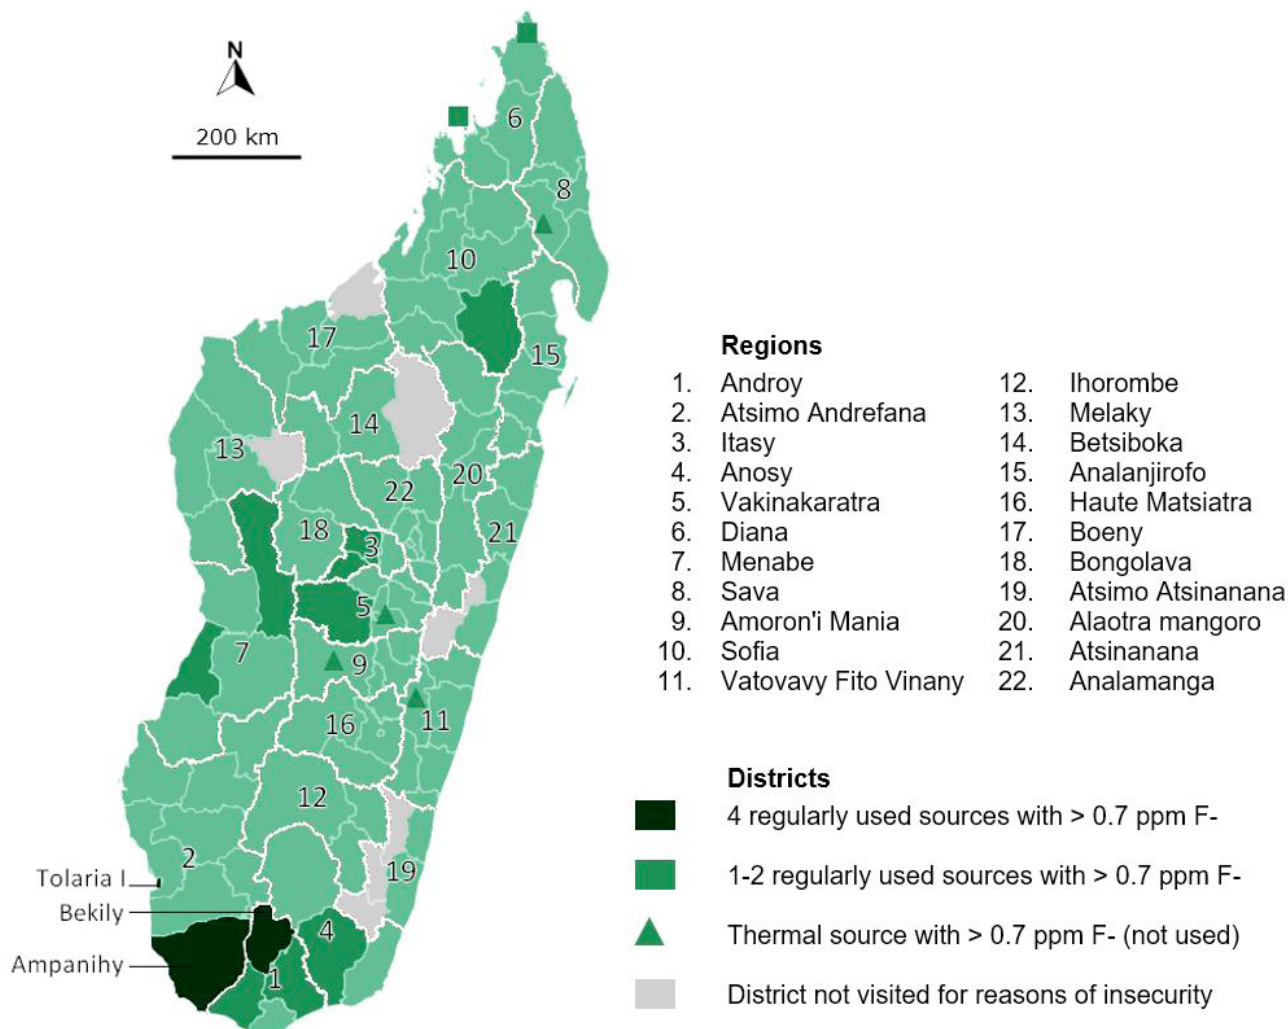 N
200 km
6
8
10
17
15
14
13
20
22
18
21
3
5
7
9
16
11
12
2
19
Tolaria I
Bekily
4
Ampanihy
1
Regions
1. Androy
2. Atsimo Andrefana
3. Itasy
4. Anosy
5. Vakinakaratra
6. Diana
7. Menabe
8. Sava
9. Amoron'i Mania
10. Sofia
11. Vatovavy Fito Vinany
12. Ihorombe
13. Melaky
14. Betsiboka
15. Analanjirofo
16. Haute Matsiatra
17. Boeny
18. Bongolava
19. Atsimo Atsinanana
20. Alaotra mangoro
21. Atsinanana
22. Analamanga
Districts
4 regularly used sources with > 0.7 ppm F-
1-2 regularly used sources with > 0.7 ppm F-
Thermal source with > 0.7 ppm F- (not used)
District not visited for reasons of insecurity